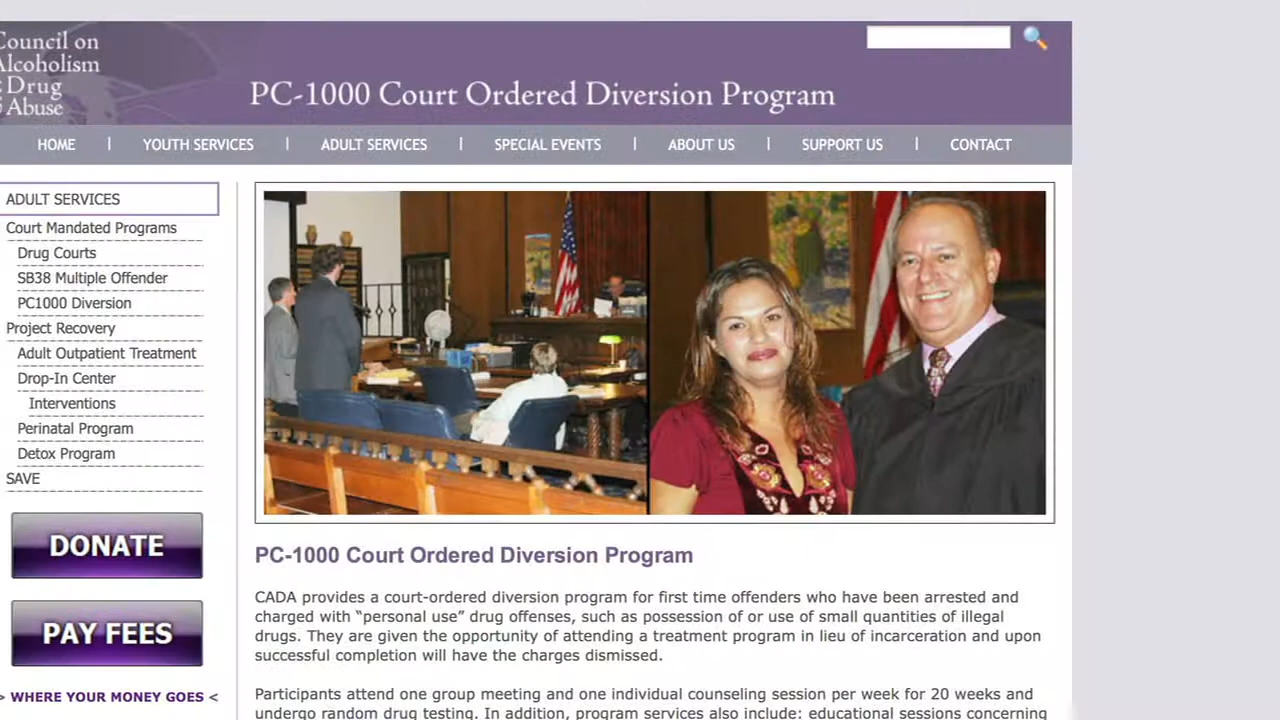 Council on
Alcoholism
& Drug
Abuse
PC-1000 Court Ordered Diversion Program
HOME | YOUTH SERVICES | ADULT SERVICES | SPECIAL EVENTS | ABOUT US | SUPPORT US | CONTACT
ADULT SERVICES
Court Mandated Programs
Drug Courts
SB38 Multiple Offender
PC1000 Diversion
Project Recovery
Adult Outpatient Treatment
Drop-In Center
Interventions
Perinatal Program
Detox Program
SAVE
DONATE
PAY FEES
> WHERE YOUR MONEY GOES <
PC-1000 Court Ordered Diversion Program
CADA provides a court-ordered diversion program for first time offenders who have been arrested and
charged with “personal use” drug offenses, such as possession of or use of small quantities of illegal
drugs. They are given the opportunity of attending a treatment program in lieu of incarceration and upon
successful completion will have the charges dismissed.
Participants attend one group meeting and one individual counseling session per week for 20 weeks and
undergo random drug testing. In addition, program services also include: educational sessions concerning